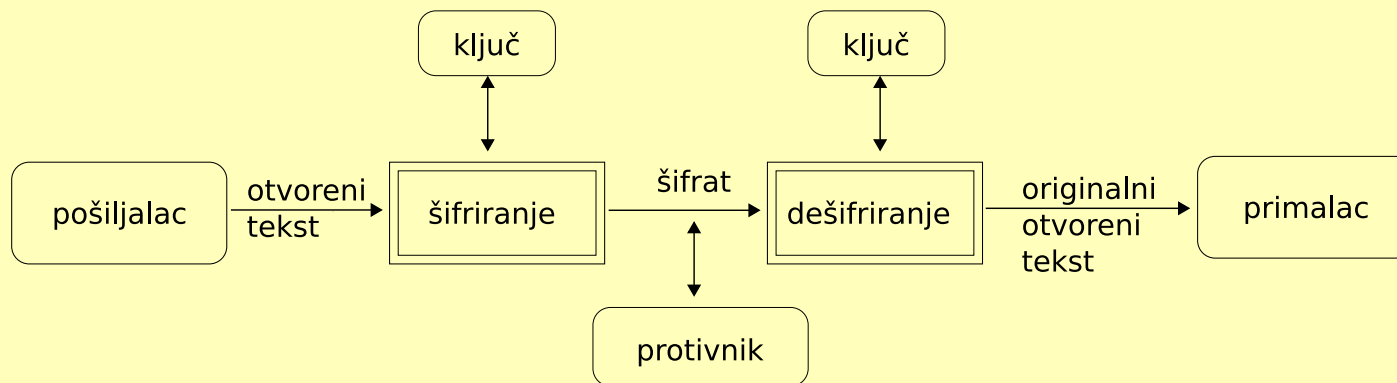 ključ
ključ
pošiljalac
otvoreni
tekst
šifriranje
šifrat
dešifriranje
originalni
otvoreni
tekst
primalac
protivnik